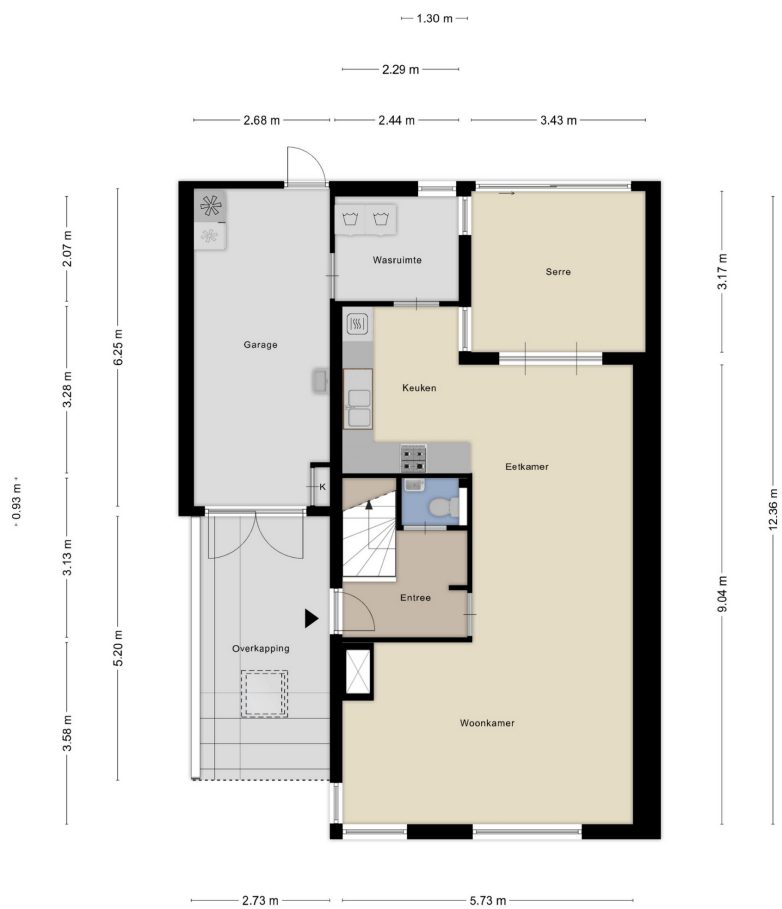 1.30 m
2.29 m
2.68 m
2.44 m
3.43 m
2.07 m
3.28 m
0.93 m
3.13 m
3.58 m
6.25 m
5.20 m
Wasruimte
Serre
Garage
Keuken
Eetkamer
K
Entree
Overkapping
Woonkamer
3.17 m
9.04 m
12.36 m
2.73 m
5.73 m